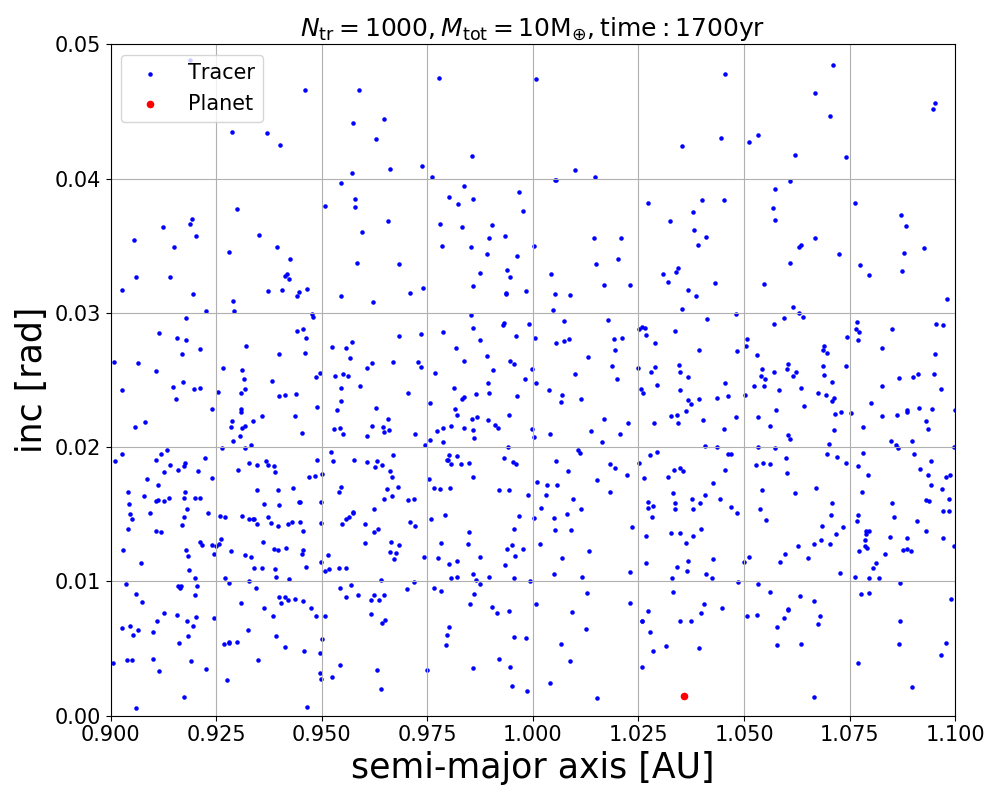 N_tr = 1000, M_tot = 10M_⊕, time : 1700yr
0.05
Tracer
Planet
0.04
0.03
0.02
0.01
0.00
inc [rad]
0.900 0.925 0.950 0.975 1.000 1.025 1.050 1.075 1.100
semi-major axis [AU]